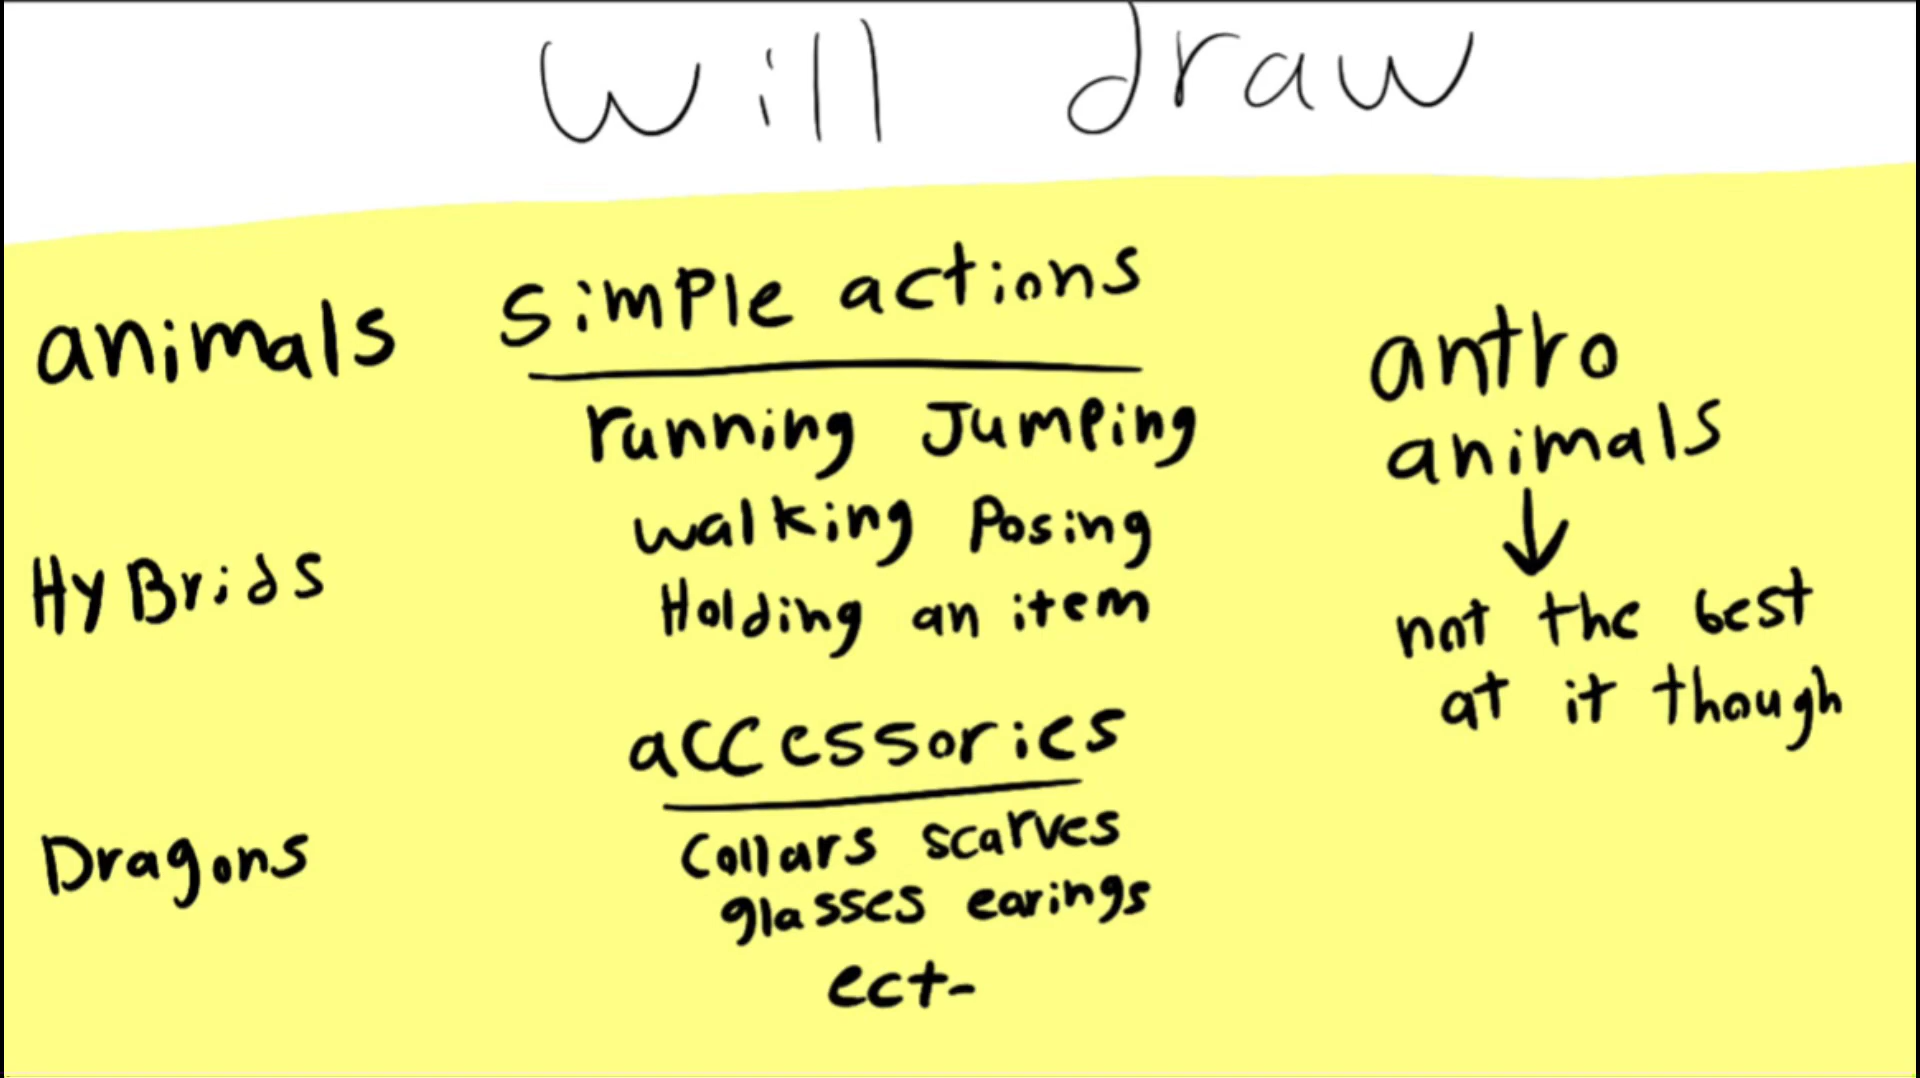 will draw
animals
HyBrids
Dragons
simple actions
running Jumping
walking Posing
Holding an item
accessories
collars scarves
glasses earings
ect-
antro
animals
not the best
at it though